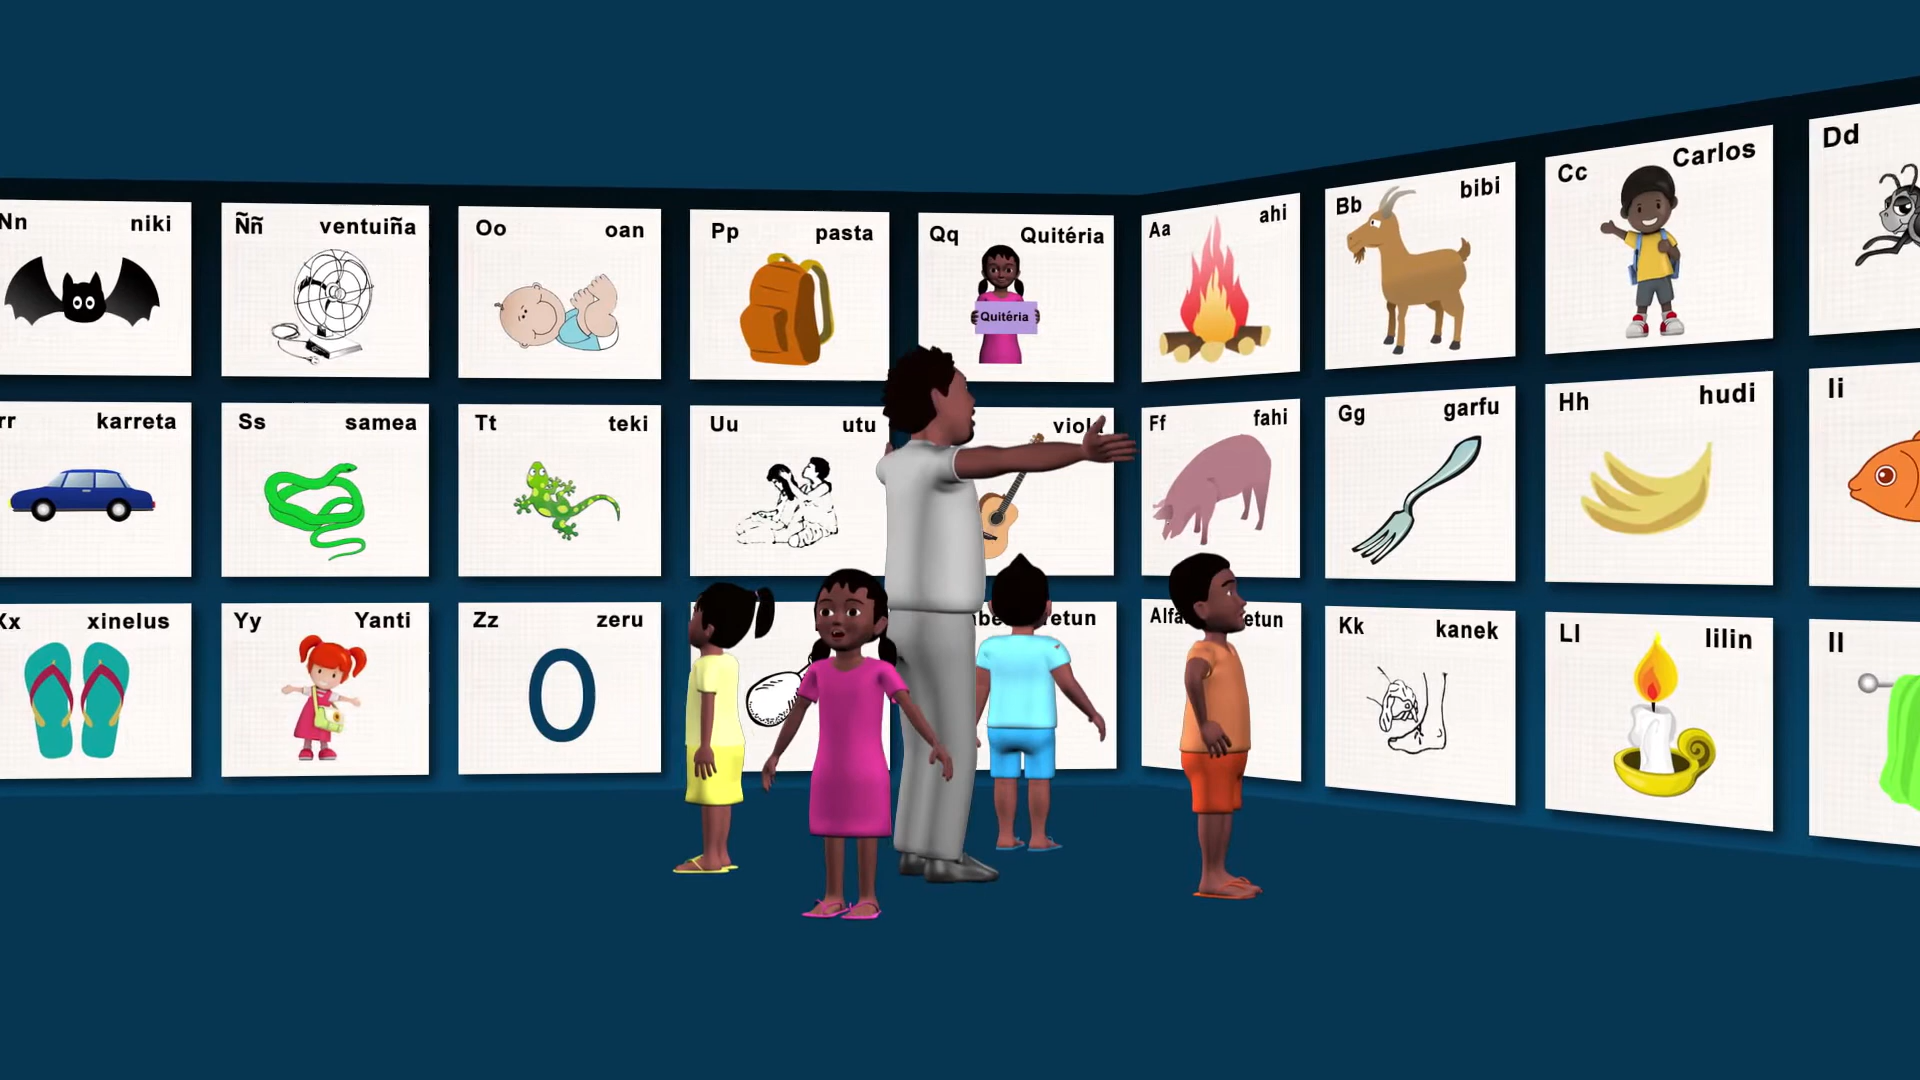 Nn niki
Ññ ventuiña
Oo oan
Pp pasta
Qq Quitéria
Quitéria
Aa ahi
Bb bibi
Cc Carlos
Dd
rr karreta
Ss samea
Tt teki
Uu utu
viola
Ff fahi
Gg garfu
Hh hudi
Ii
Xx xinelus
Yy Yanti
Zz zeru
Kk kanek
Ll lilin
Ll